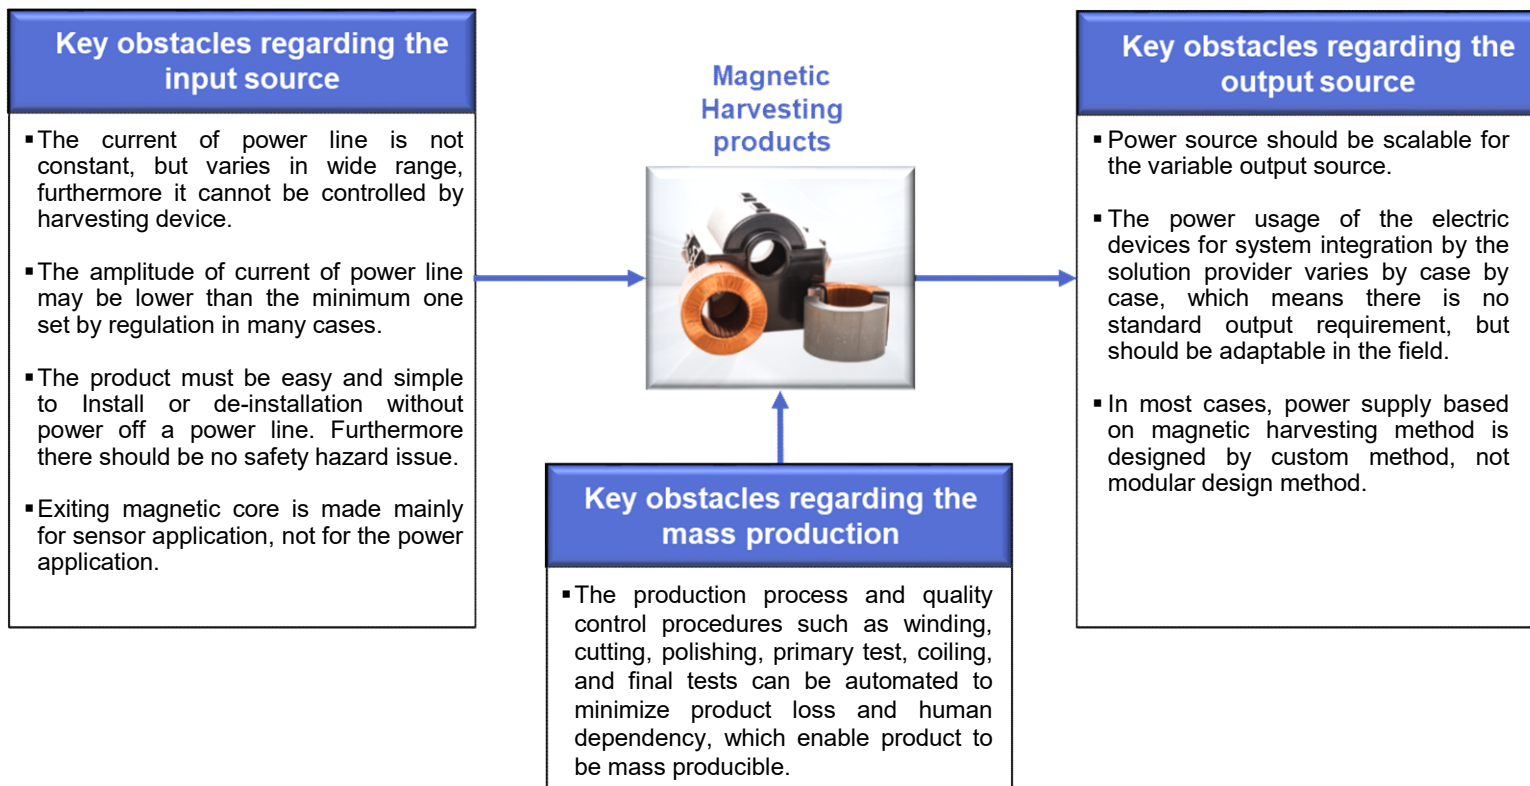 Key obstacles regarding the
input source
▪The current of power line is not
constant, but varies in wide range,
furthermore it cannot be controlled by
harvesting device.
▪The amplitude of current of power line
may be lower than the minimum one
set by regulation in many cases.
▪The product must be easy and simple
to Install or de-installation without
power off a power line. Furthermore
there should be no safety hazard issue.
▪Exiting magnetic core is made mainly
for sensor application, not for the power
application.
Magnetic
Harvesting
products
Key obstacles regarding the
mass production
▪The production process and quality
control procedures such as winding,
cutting, polishing, primary test, coiling,
and final tests can be automated to
minimize product loss and human
dependency, which enable product to
be mass producible.
Key obstacles regarding the
output source
▪Power source should be scalable for
the variable output source.
▪The power usage of the electric
devices for system integration by the
solution provider varies by case by
case, which means there is no
standard output requirement, but
should be adaptable in the field.
▪In most cases, power supply based
on magnetic harvesting method is
designed by custom method, not
modular design method.